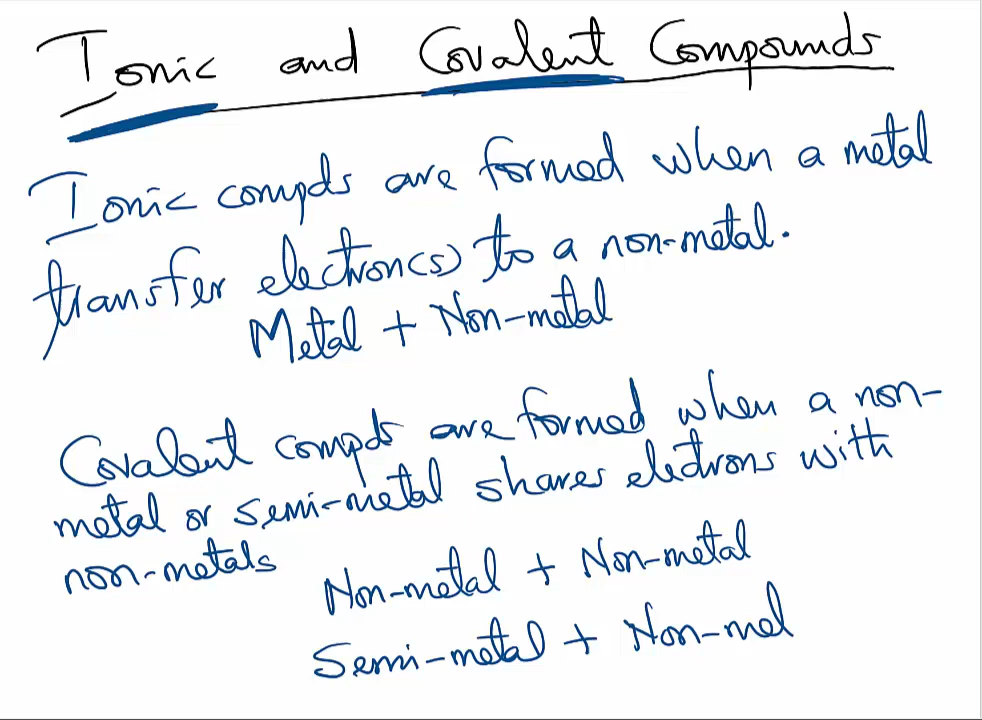 Ionic and Covalent Compounds
Ionic compds are formed when a metal
transfer electron(s) to a non-metal.
Metal + Non-metal
Covalent compds are formed when a non-
metal or semi-metal shares electrons with
non-metals
Non-metal + Non-metal
Semi-metal + Non-mel